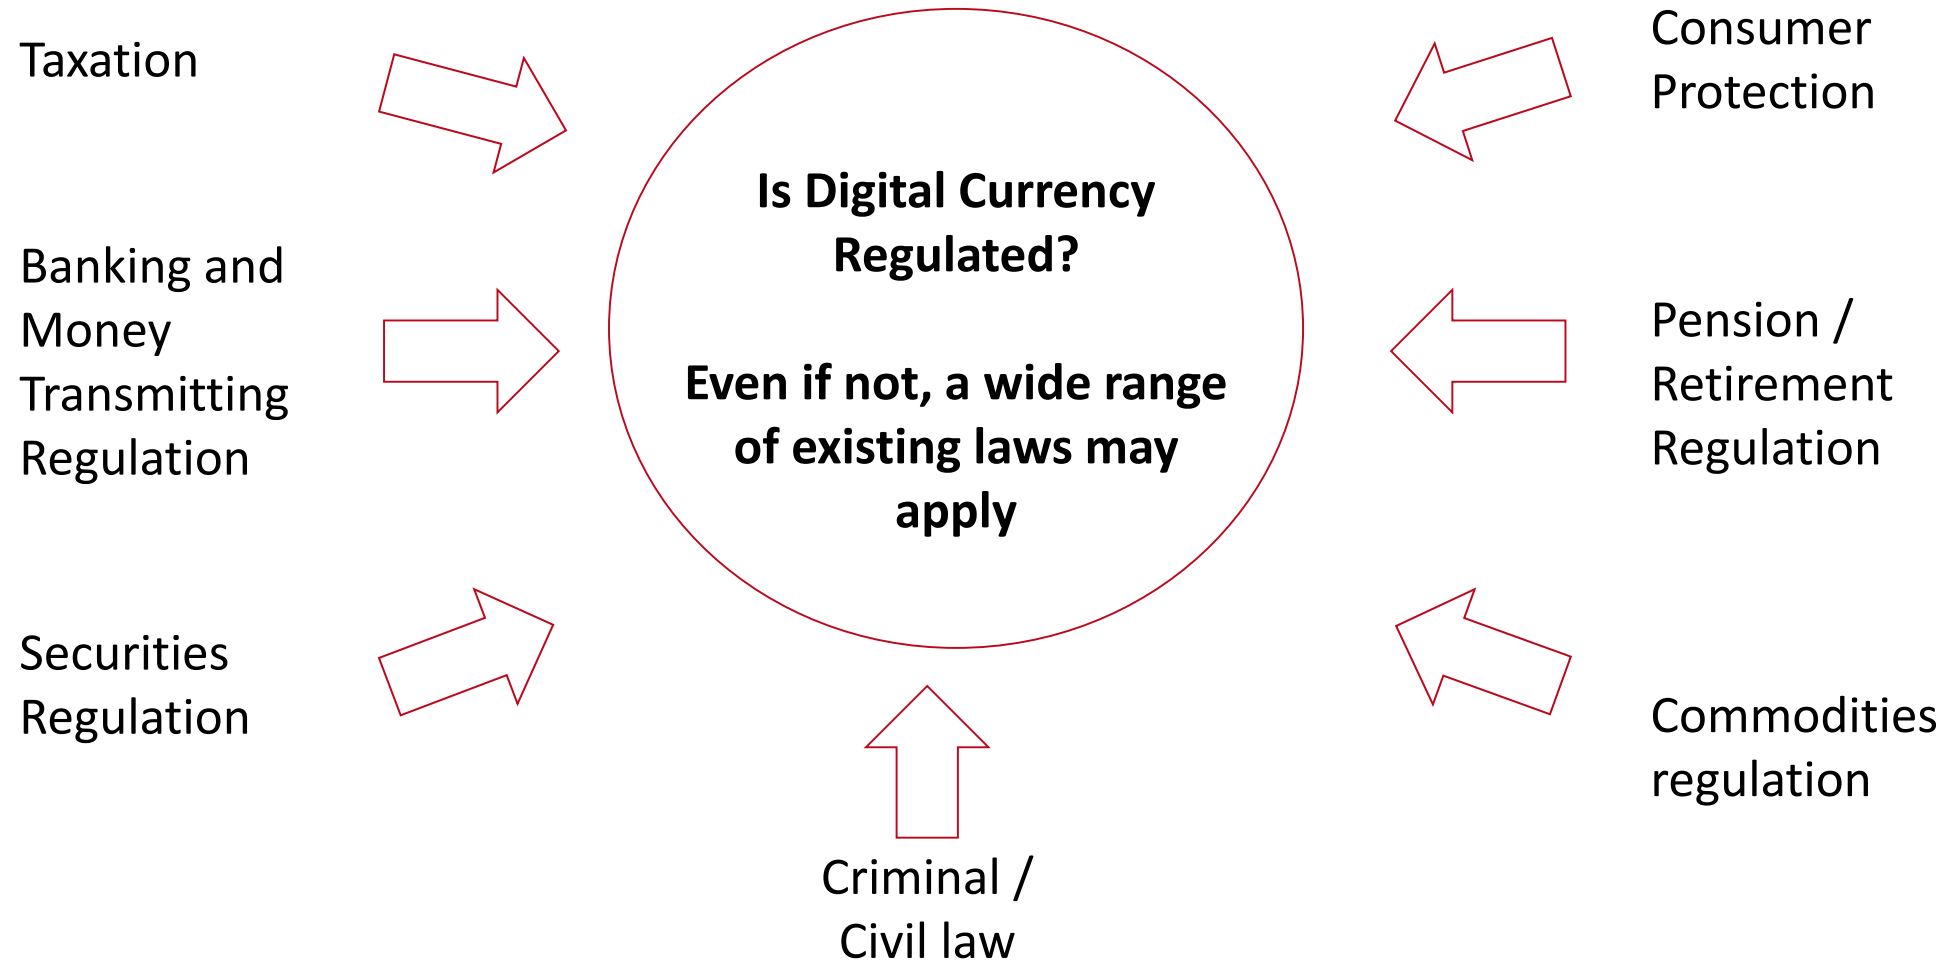 Taxation
Banking and
Money
Transmitting
Regulation
Securities
Regulation
Is Digital Currency
Regulated?
Even if not, a wide range
of existing laws may
apply
Criminal /
Civil law
Consumer
Protection
Pension /
Retirement
Regulation
Commodities
regulation